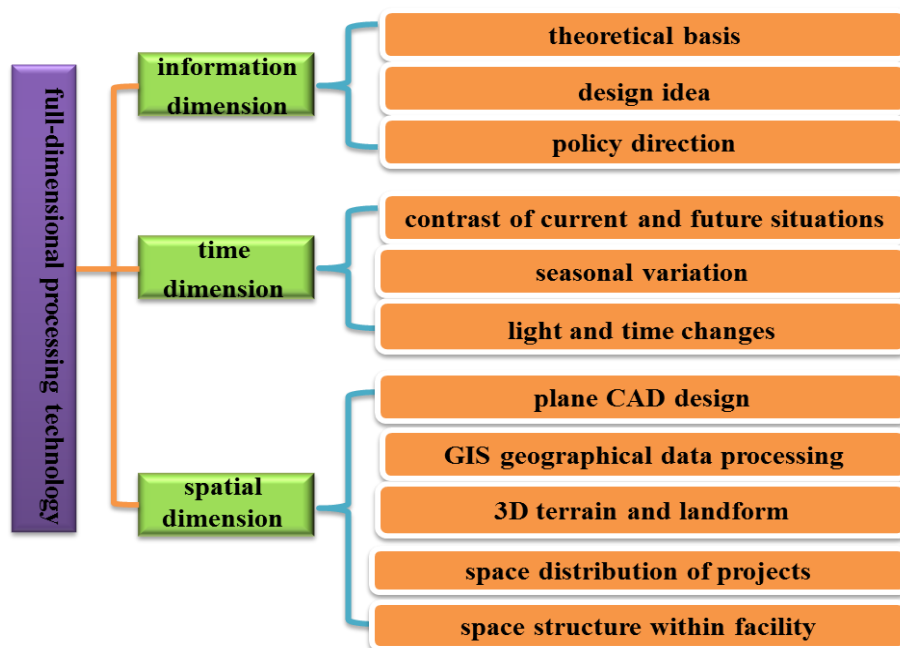 full-dimensional processing technology
information
dimension
theoretical basis
design idea
policy direction
time
dimension
contrast of current and future situations
seasonal variation
light and time changes
spatial
dimension
plane CAD design
GIS geographical data processing
3D terrain and landform
space distribution of projects
space structure within facility